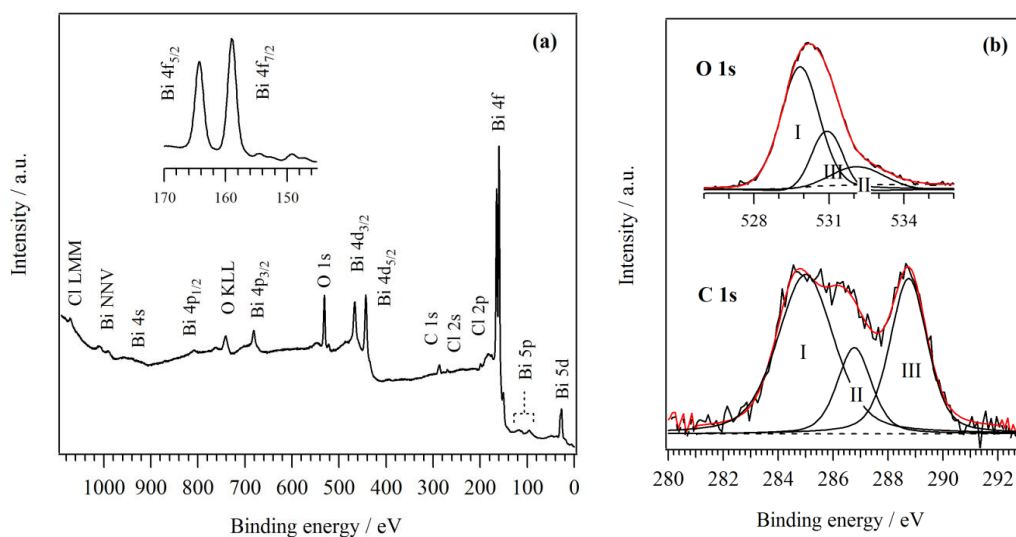 (a)
Bi 4f5/2
Bi 4f7/2
170 160 150
Bi 4f
Cl LMM
Bi NNV
Bi 4s
Bi 4p1/2
O KLL
Bi 4p3/2
O 1s
Bi 4d3/2
Bi 4d5/2
C 1s
Cl 2s
Cl 2p
Bi 5p
Bi 5d
Intensity / a.u.
1000 900 800 700 600 500 400 300 200 100 0
Binding energy / eV
(b)
O 1s
I
III
II
528 531 534
Intensity / a.u.
C 1s
I
II
III
280 282 284 286 288 290 292
Binding energy / eV